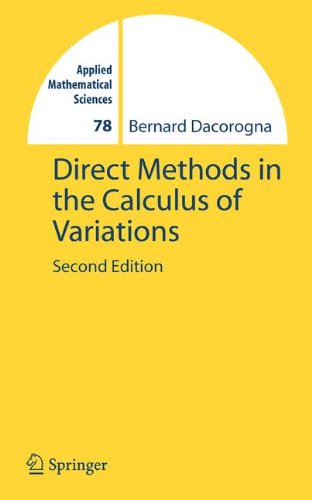 Applied
Mathematical
Sciences
78
Bernard Dacorogna
Direct Methods in
the Calculus of
Variations
Second Edition
Springer